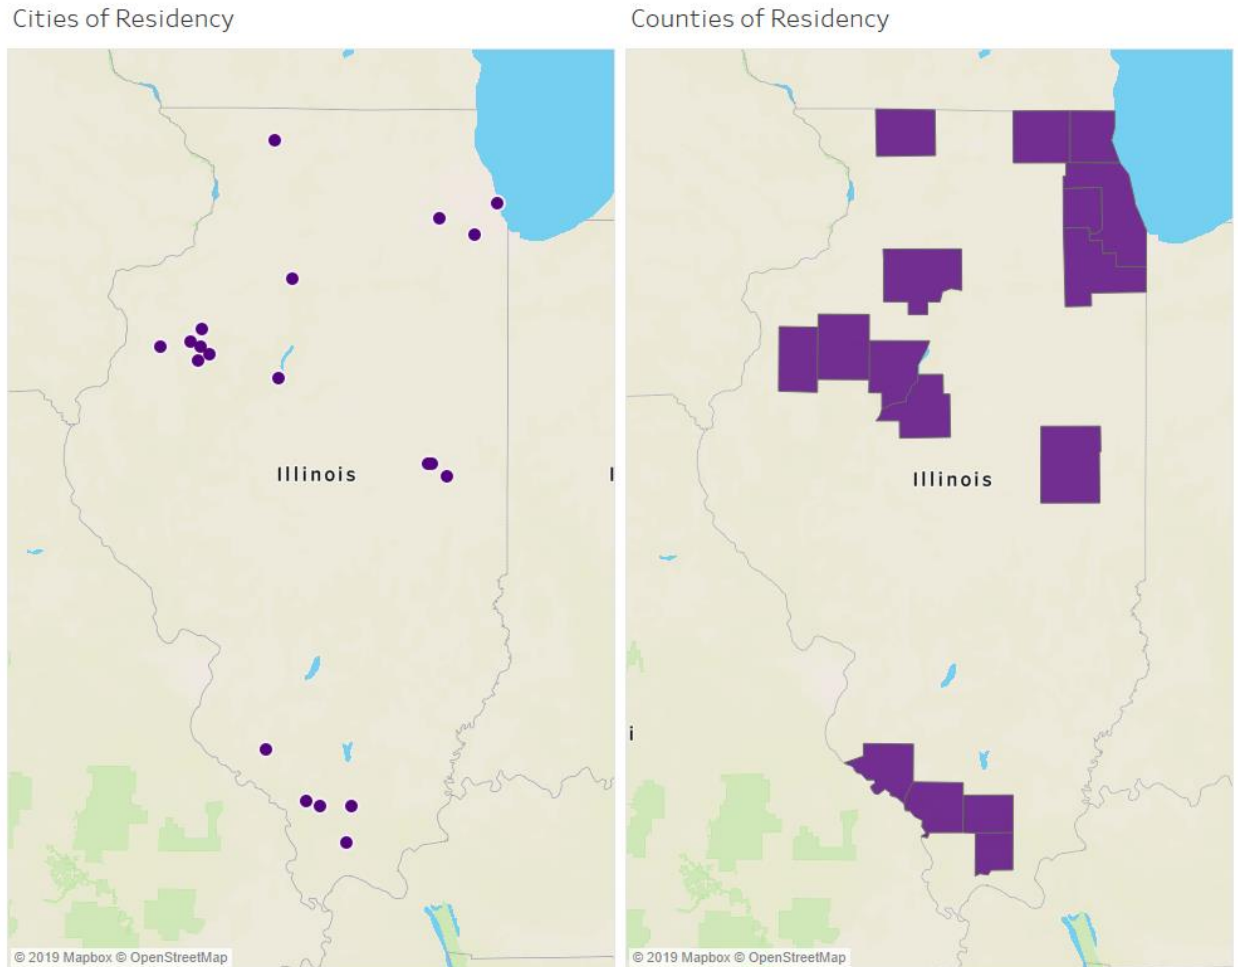 Cities of Residency
Counties of Residency
Illinois
Illinois
i
© 2019 Mapbox © OpenStreetMap
© 2019 Mapbox © OpenStreetMap